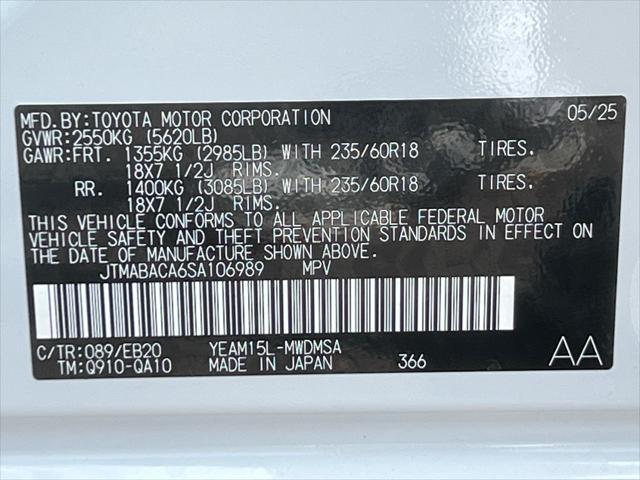 MFD.BY:TOYOTA MOTOR CORPORATION 05/25
GVWR:2550KG (5620LB)
GAWR:FRT. 1355KG (2985LB) WITH 235/60R18 TIRES.
18X7 1/2J RIMS.
RR. 1400KG (3085LB) WITH 235/60R18 TIRES.
18X7 1/2J RIMS.
THIS VEHICLE CONFORMS TO ALL APPLICABLE FEDERAL MOTOR
VEHICLE SAFETY AND THEFT PREVENTION STANDARDS IN EFFECT ON
THE DATE OF MANUFACTURE SHOWN ABOVE.
JTMABACA6SA106989 MPV
C/TR:089/EB20 YEAM15L-MWDMSA
TM:Q910-QA10 MADE IN JAPAN 366 AA